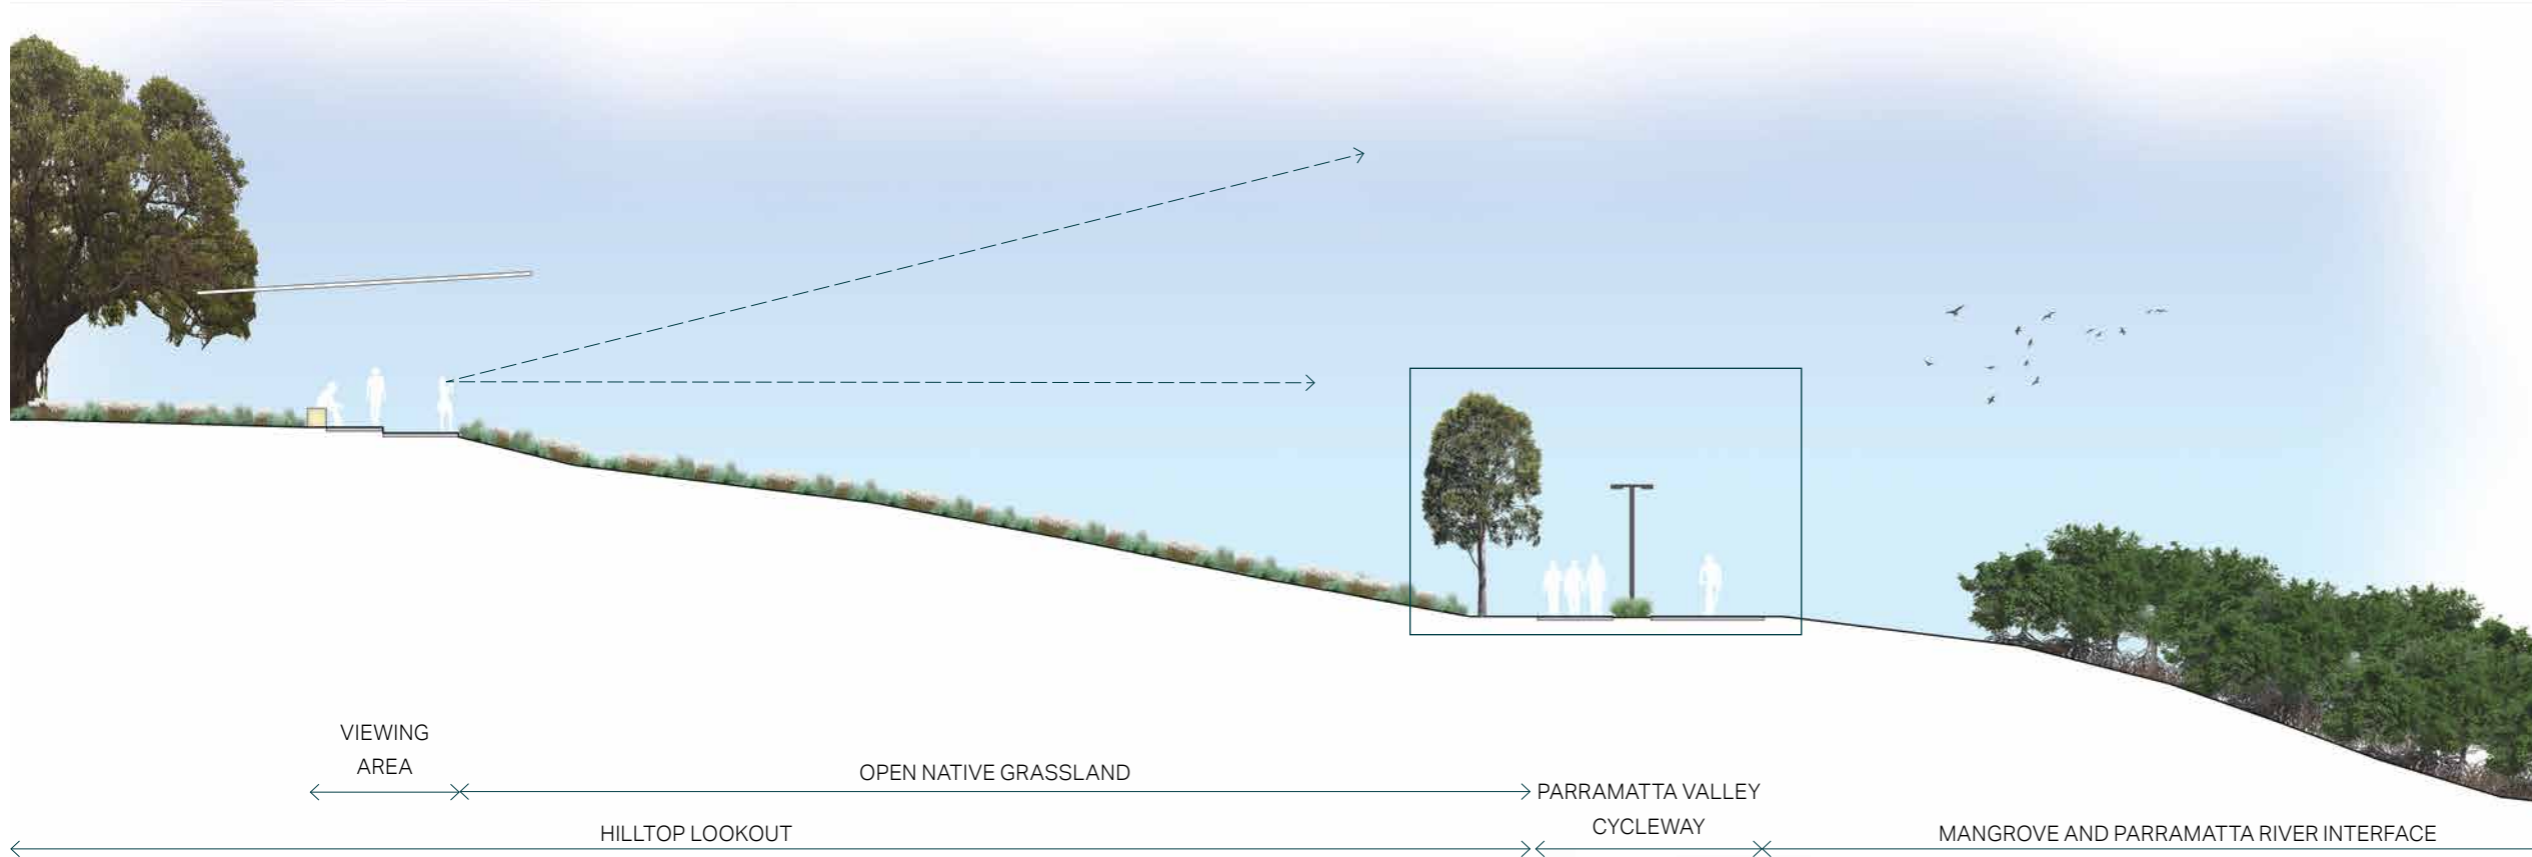 VIEWING
AREA
OPEN NATIVE GRASSLAND
PARRAMATTA VALLEY
CYCLEWAY
HILLTOP LOOKOUT
MANGROVE AND PARRAMATTA RIVER INTERFACE